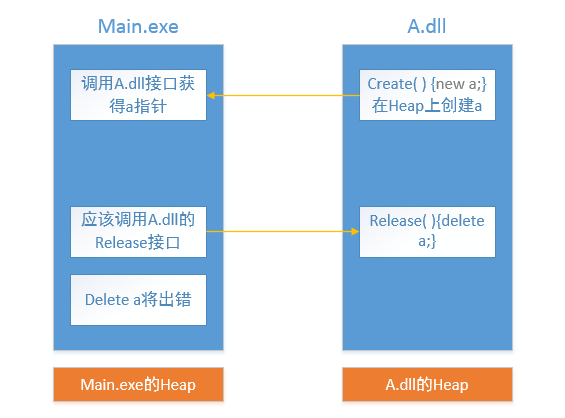 Main.exe
调用A.dll接口获
得a指针
应该调用A.dll的
Release接口
Delete a将出错
Main.exe的Heap
A.dll
Create( ) {new a;}
在Heap上创建a
Release( ){delete
a;}
A.dll的Heap